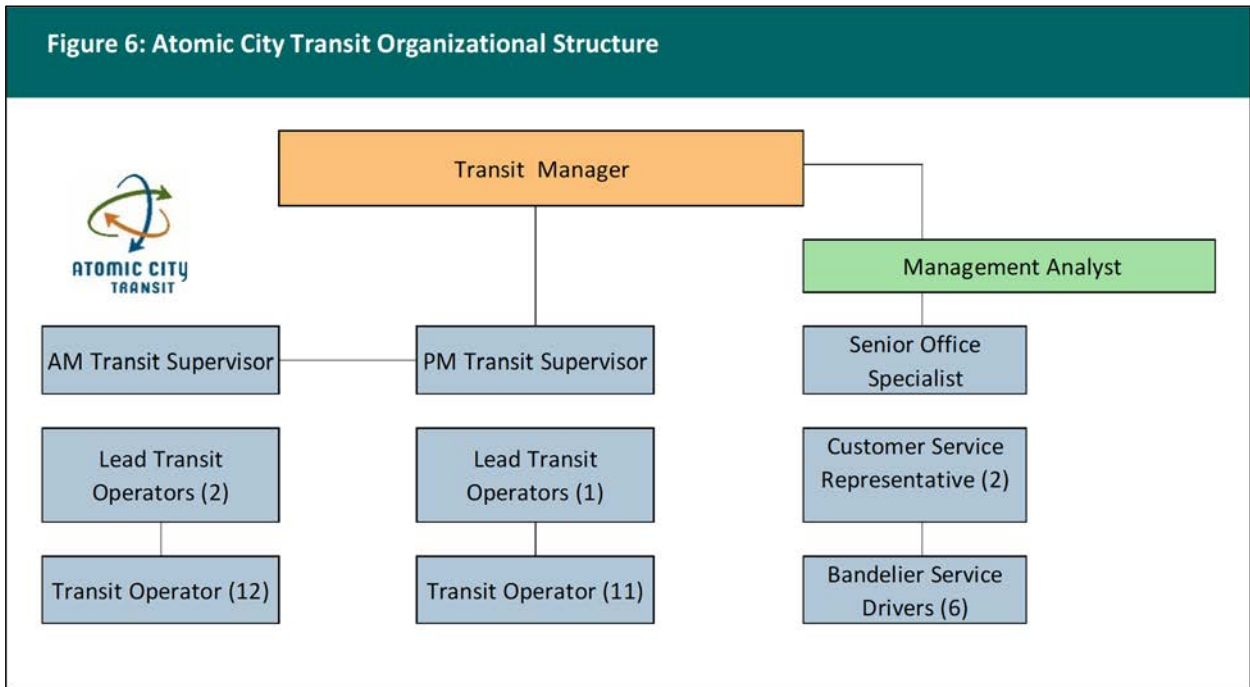 Figure 6: Atomic City Transit Organizational Structure
Transit Manager
ATOMIC CITY
TRANSIT
Management Analyst
AM Transit Supervisor
PM Transit Supervisor
Senior Office
Specialist
Lead Transit
Operators (2)
Lead Transit
Operators (1)
Customer Service
Representative (2)
Transit Operator (12)
Transit Operator (11)
Bandelier Service
Drivers (6)